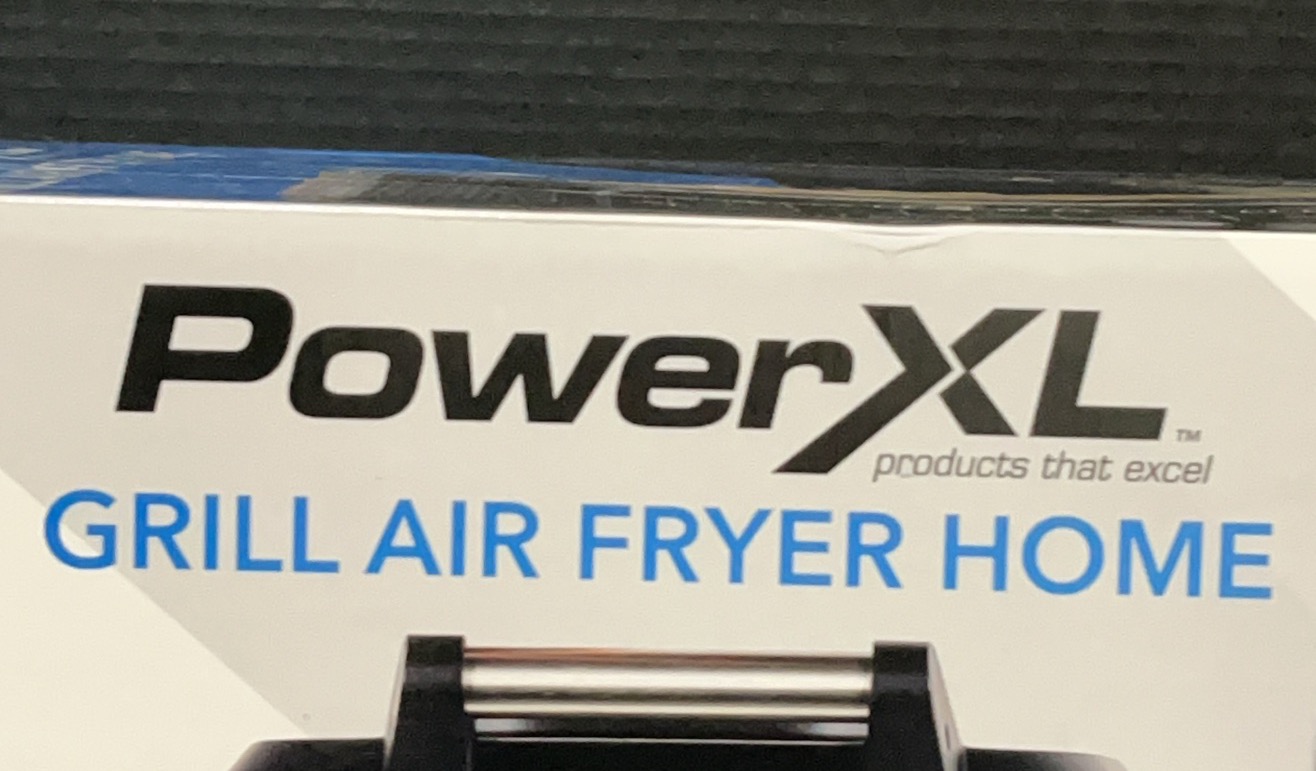 PowerXL™
products that excel
GRILL AIR FRYER HOME